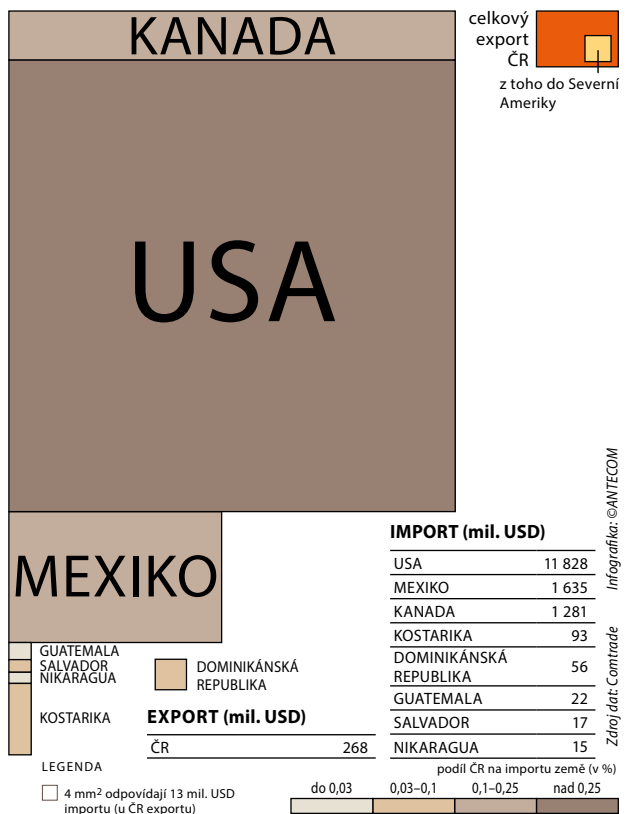 KANADA
celkový
export
ČR
z toho do Severní
Ameriky
USA
MEXIKO
GUATEMALA
SALVADOR
NIKARAGUA
KOSTARIKA
DOMINIKÁNSKÁ
REPUBLIKA
EXPORT (mil. USD)
ČR 268
IMPORT (mil. USD)
USA 11 828
MEXIKO 1 635
KANADA 1 281
KOSTARIKA 93
DOMINIKÁNSKÁ
REPUBLIKA 56
GUATEMALA 22
SALVADOR 17
NIKARAGUA 15
Zdroj dat: Comtrade Infografika: ©ANTECOM
LEGENDA
4 mm² odpovídají 13 mil. USD
importu (u ČR exportu)
podíl ČR na importu země (v %)
do 0,03 0,03–0,1 0,1–0,25 nad 0,25